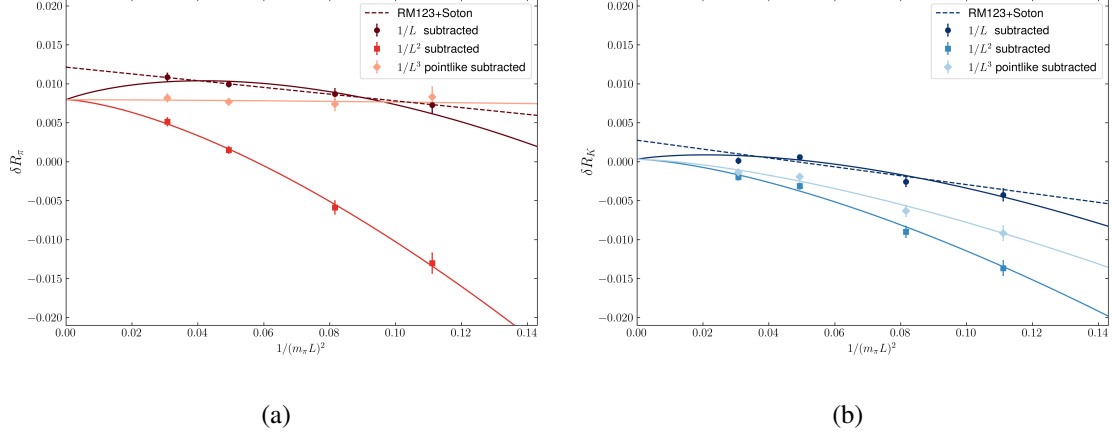 0.020
0.015
0.010
0.005
0.000
−0.005
−0.010
−0.015
−0.020
δR_π
0.00 0.02 0.04 0.06 0.08 0.10 0.12 0.14
1/(m_πL)²
RM123+Soton
1/L subtracted
1/L² subtracted
1/L³ pointlike subtracted
(a)
0.020
0.015
0.010
0.005
0.000
−0.005
−0.010
−0.015
−0.020
δR_K
0.00 0.02 0.04 0.06 0.08 0.10 0.12 0.14
1/(m_πL)²
RM123+Soton
1/L subtracted
1/L² subtracted
1/L³ pointlike subtracted
(b)